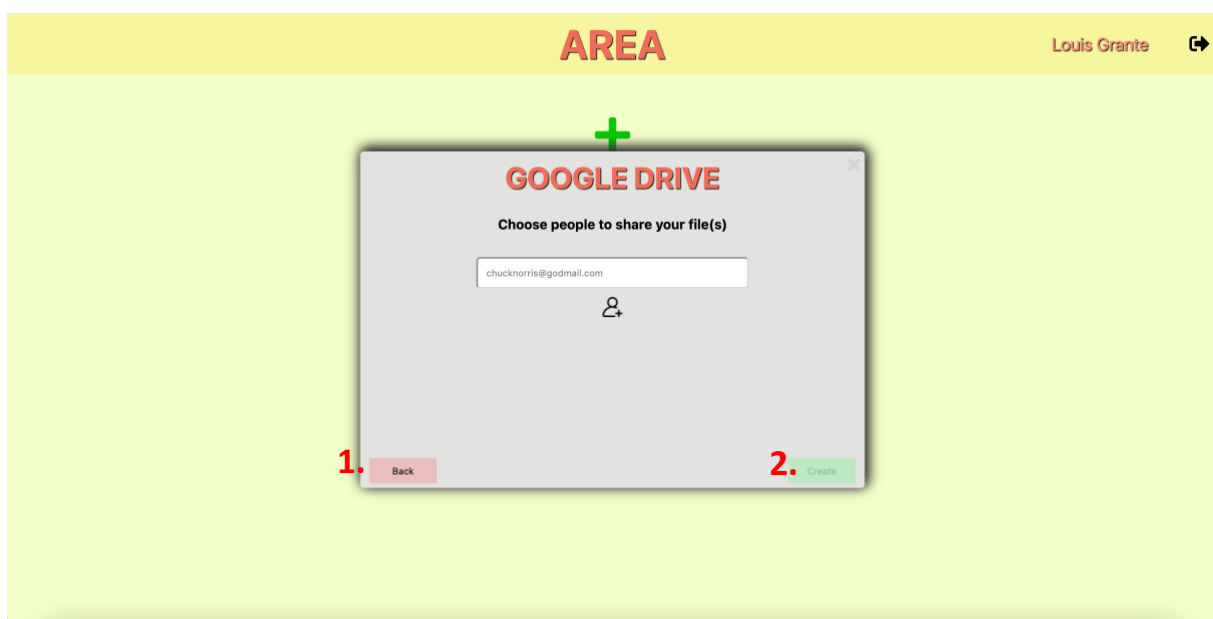 AREA
Louis Grante
GOOGLE DRIVE
Choose people to share your file(s)
chucknorris@godmail.com
1. Back
2. Create